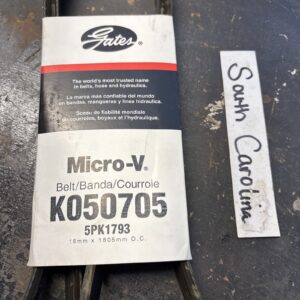 Gates®
The world's most trusted name
in belts, hose and hydraulics.
La marca más confiable del mundo
en bandas, mangueras y línea hidráulica.
Sceau de fiabilité mondiale
de courroies, boyaux et l'hydraulique.
Micro-V®
Belt/Banda/Courroie
K050705
5PK1793
18mm x 1805mm O.C.
South Carolina